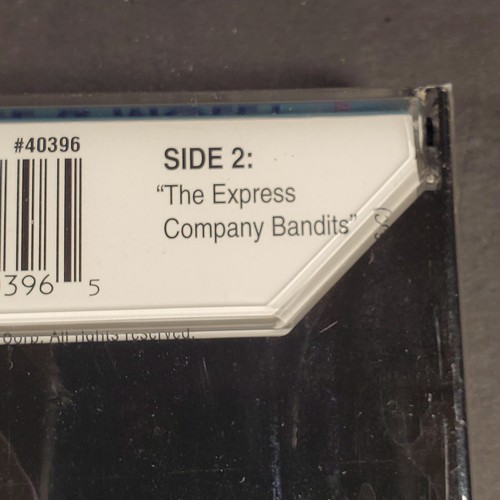 #40396
SIDE 2:
“The Express
Company Bandits”
396 5
All rights reserved.